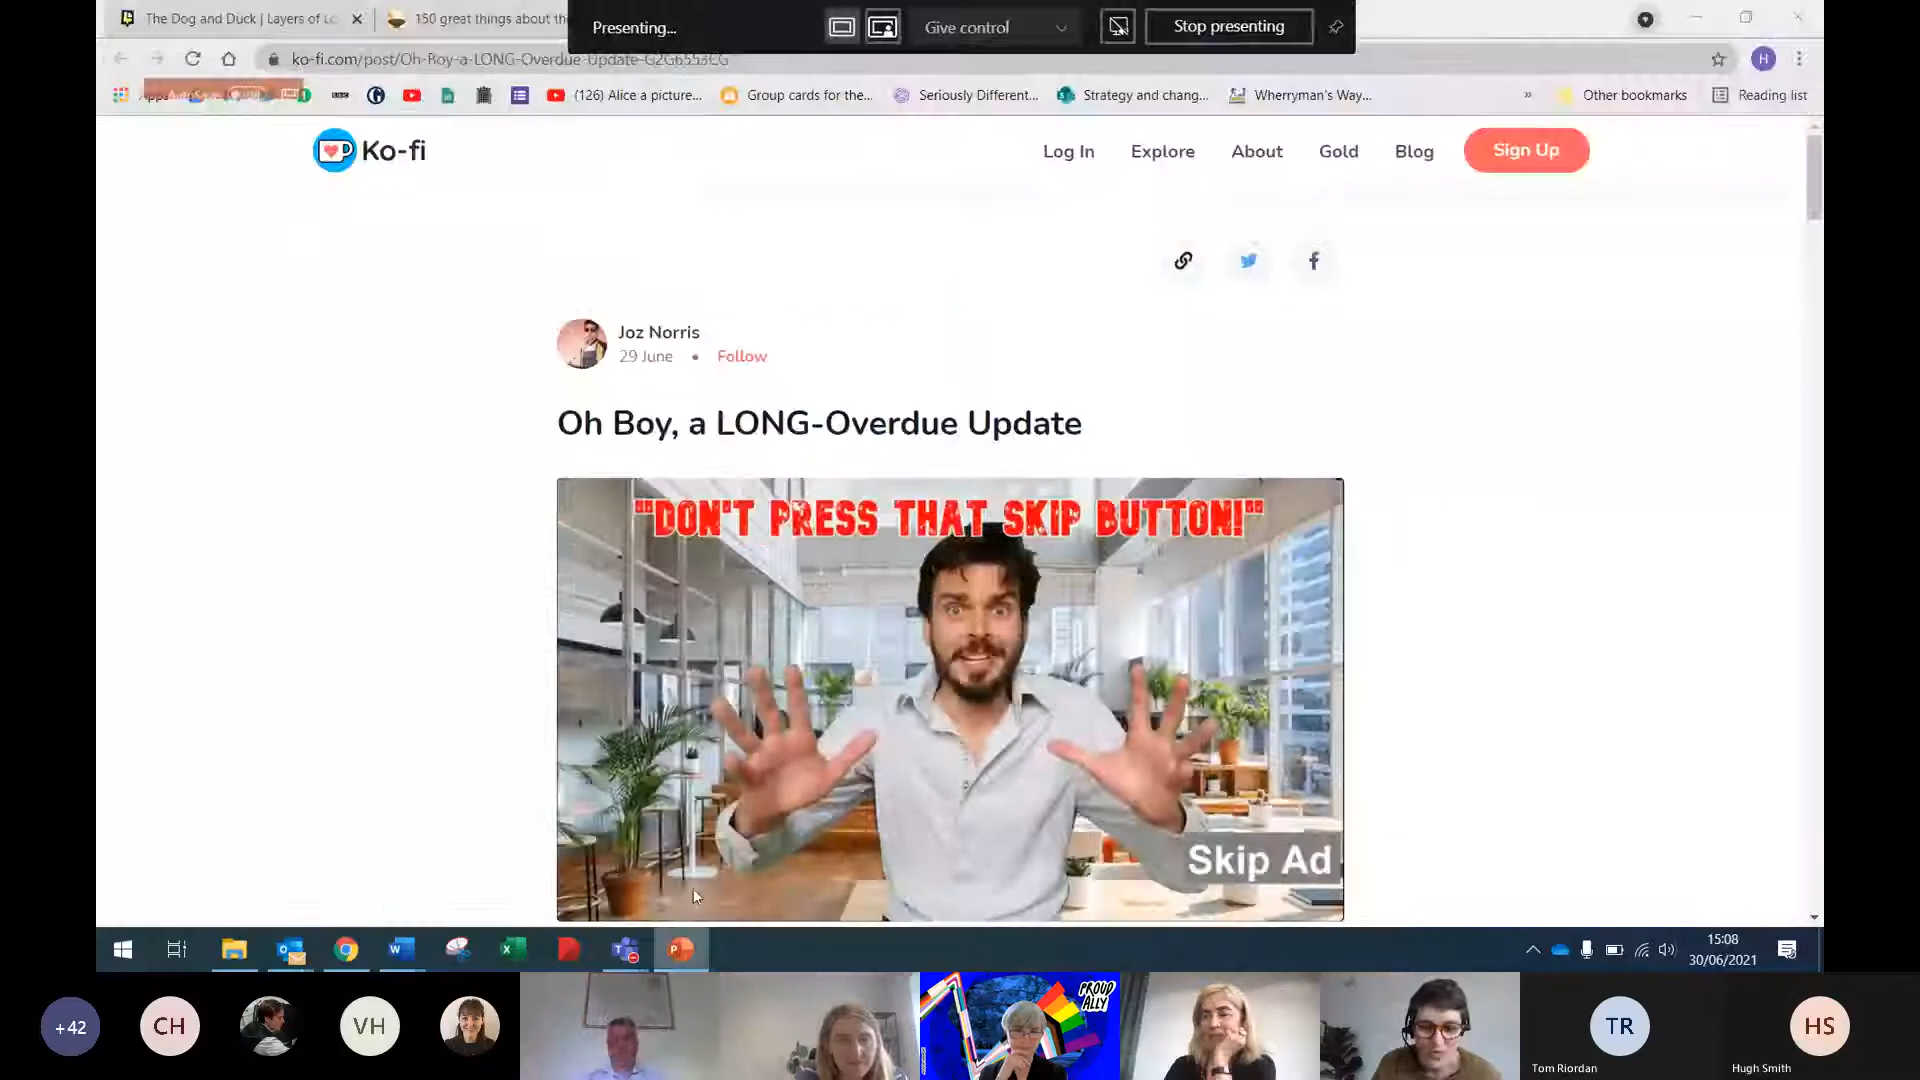 The Dog and Duck | Layers of Lo
150 great things about th
Presenting...
Give control
Stop presenting
ko-fi.com/post/Oh-Boy-a-LONG-Overdue-Update-G2G6553CG
H
(126) Alice a picture...
Group cards for the...
Seriously Different...
Strategy and chang...
Wherryman's Way...
»
Other bookmarks
Reading list
Ko-fi
Log In
Explore
About
Gold
Blog
Sign Up
Joz Norris
29 June • Follow
Oh Boy, a LONG-Overdue Update
"DON'T PRESS THAT SKIP BUTTON!"
Skip Ad
15:08
30/06/2021
+42
CH
VH
PROUD
ALLY
TR
HS
Tom Riordan
Hugh Smith